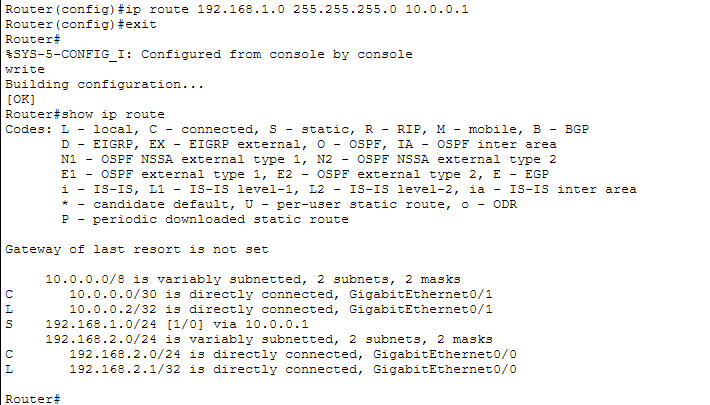 Router(config)#ip route 192.168.1.0 255.255.255.0 10.0.0.1
Router(config)#exit
Router#
%SYS-5-CONFIG_I: Configured from console by console
write
Building configuration...
[OK]
Router#show ip route
Codes: L - local, C - connected, S - static, R - RIP, M - mobile, B - BGP
       D - EIGRP, EX - EIGRP external, O - OSPF, IA - OSPF inter area
       N1 - OSPF NSSA external type 1, N2 - OSPF NSSA external type 2
       E1 - OSPF external type 1, E2 - OSPF external type 2, E - EGP
       i - IS-IS, L1 - IS-IS level-1, L2 - IS-IS level-2, ia - IS-IS inter area
       * - candidate default, U - per-user static route, o - ODR
       P - periodic downloaded static route

Gateway of last resort is not set

     10.0.0.0/8 is variably subnetted, 2 subnets, 2 masks
C       10.0.0.0/30 is directly connected, GigabitEthernet0/1
L       10.0.0.2/32 is directly connected, GigabitEthernet0/1
S    192.168.1.0/24 [1/0] via 10.0.0.1
     192.168.2.0/24 is variably subnetted, 2 subnets, 2 masks
C       192.168.2.0/24 is directly connected, GigabitEthernet0/0
L       192.168.2.1/32 is directly connected, GigabitEthernet0/0

Router#